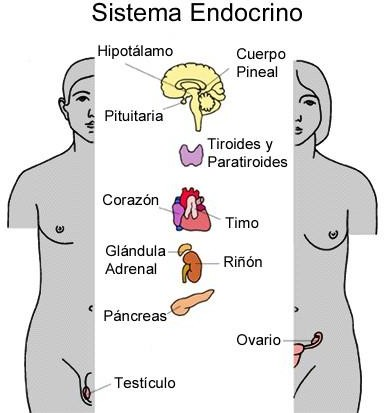 Sistema Endocrino
Hipotálamo
Cuerpo
Pineal
Pituitaria
Tiroides y
Paratiroides
Corazón
Timo
Glándula
Adrenal
Riñón
Páncreas
Ovario
Testículo